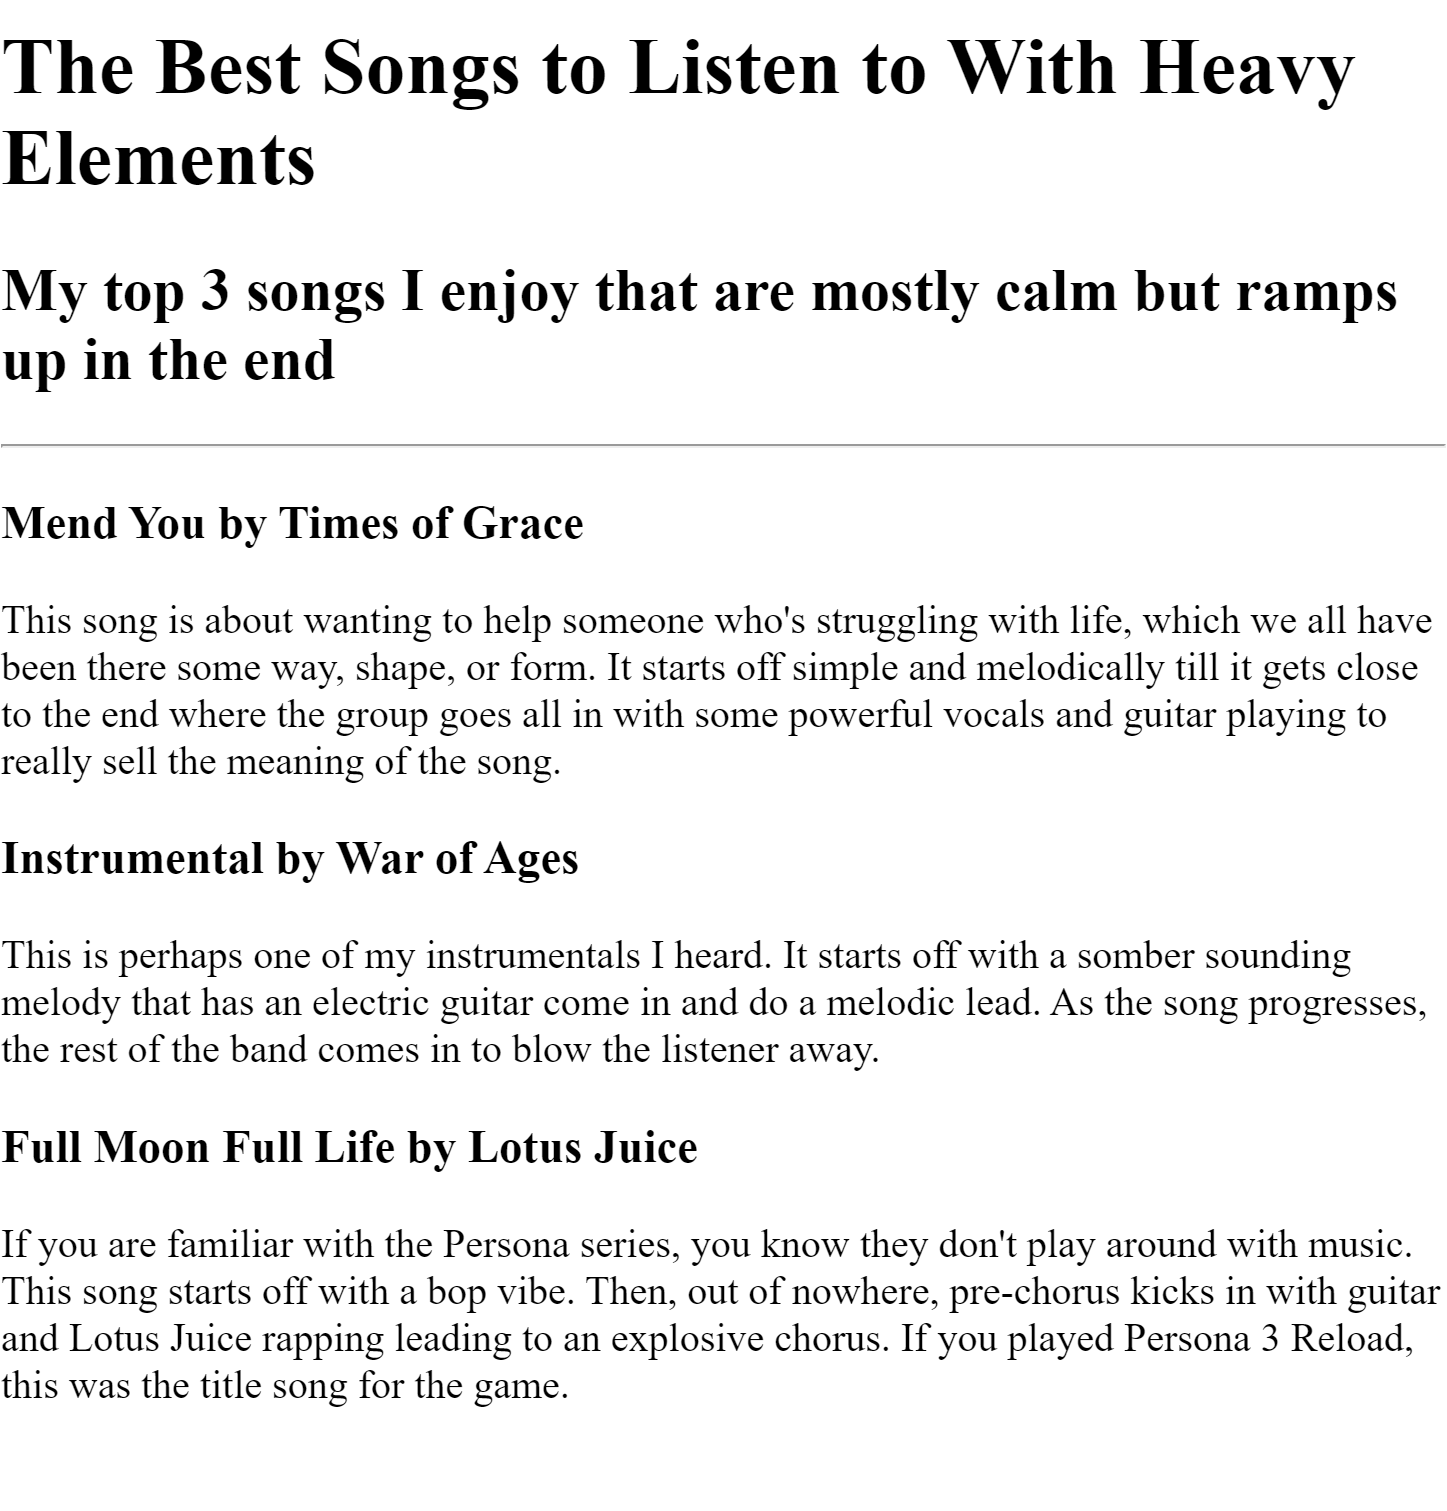 The Best Songs to Listen to With Heavy
Elements
My top 3 songs I enjoy that are mostly calm but ramps
up in the end
Mend You by Times of Grace
This song is about wanting to help someone who's struggling with life, which we all have
been there some way, shape, or form. It starts off simple and melodically till it gets close
to the end where the group goes all in with some powerful vocals and guitar playing to
really sell the meaning of the song.
Instrumental by War of Ages
This is perhaps one of my instrumentals I heard. It starts off with a somber sounding
melody that has an electric guitar come in and do a melodic lead. As the song progresses,
the rest of the band comes in to blow the listener away.
Full Moon Full Life by Lotus Juice
If you are familiar with the Persona series, you know they don't play around with music.
This song starts off with a bop vibe. Then, out of nowhere, pre-chorus kicks in with guitar
and Lotus Juice rapping leading to an explosive chorus. If you played Persona 3 Reload,
this was the title song for the game.